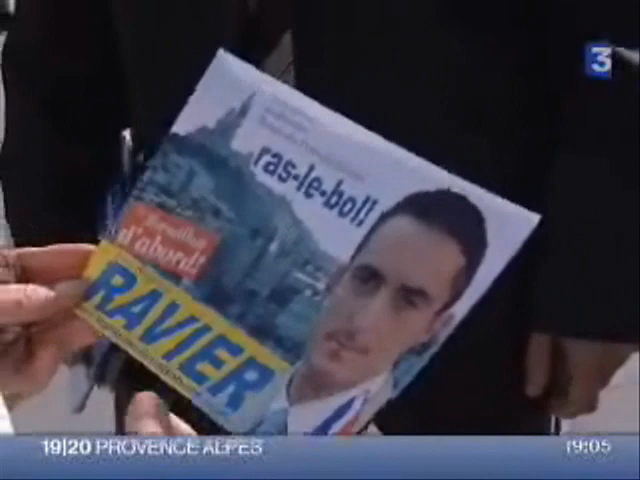 3
ras-le-bol!
d'abord!
RAVIER
19|20 PROVENCE ALPES
19:05